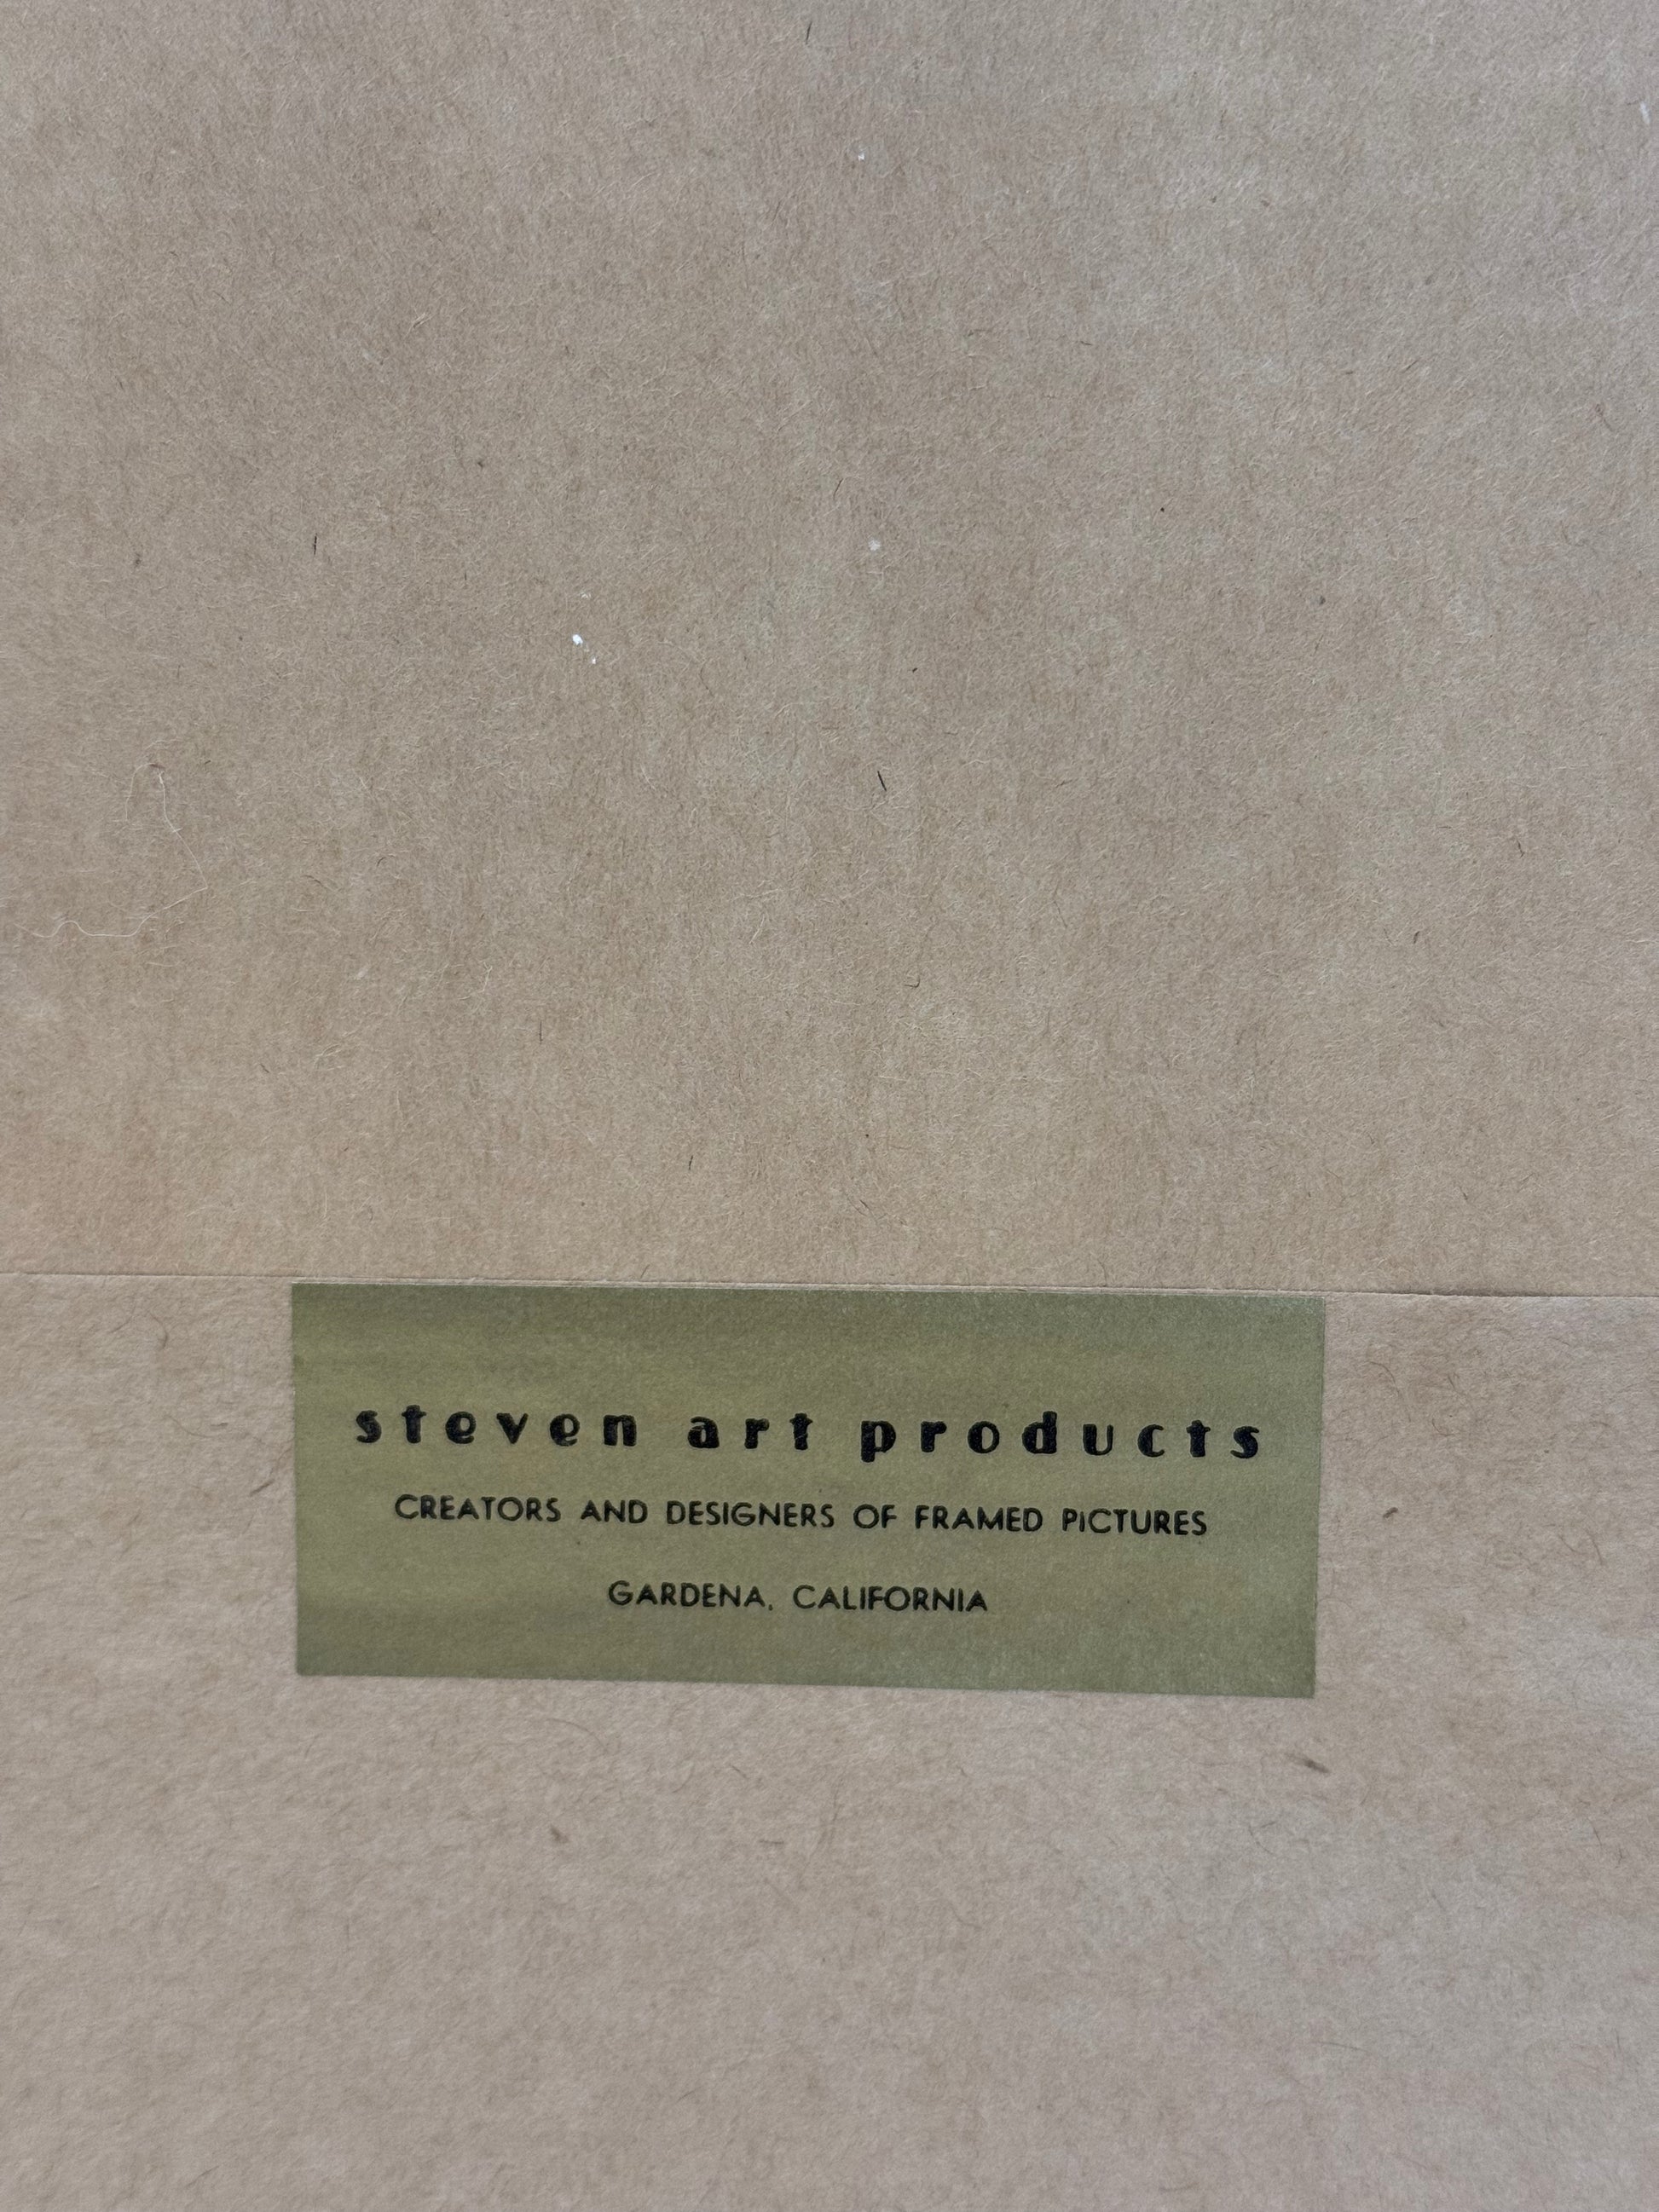 steven art products
CREATORS AND DESIGNERS OF FRAMED PICTURES
GARDENA, CALIFORNIA